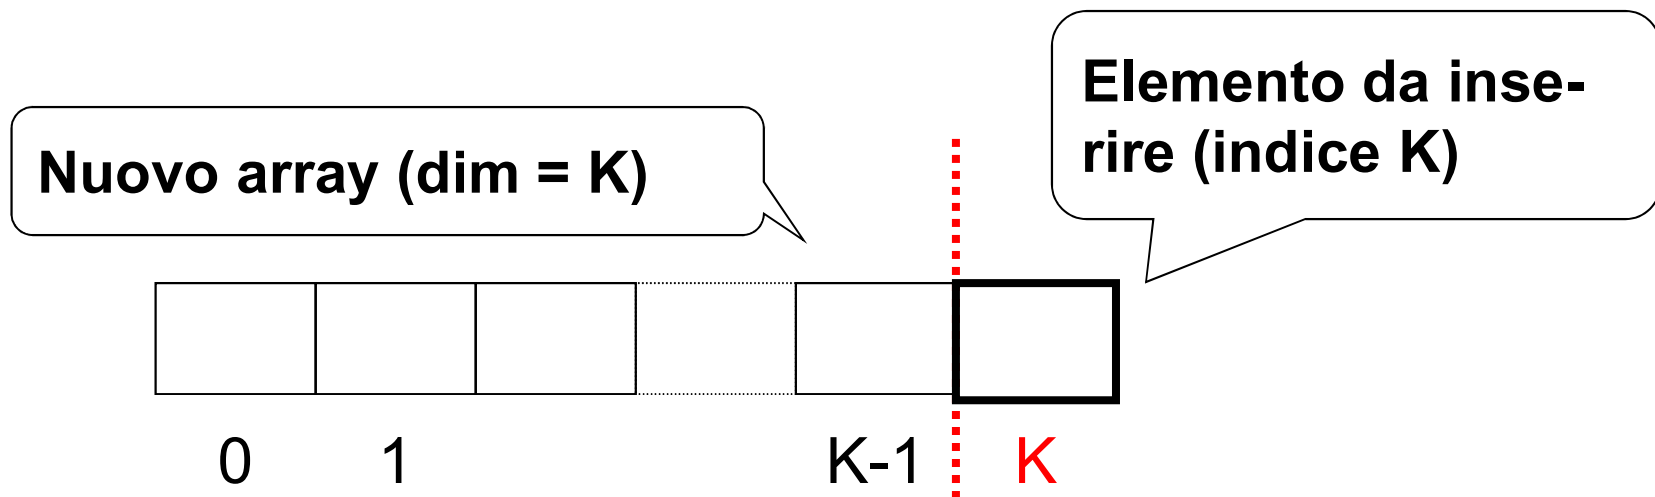 Elemento da inse-
rire (indice K)
Nuovo array (dim = K)
0 1 K-1 K